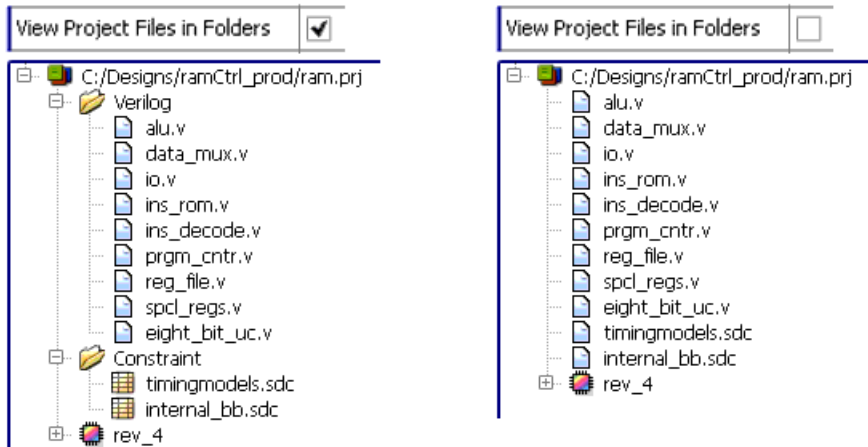 View Project Files in Folders
C:/Designs/ramCtrl_prod/ram.prj
Verilog
alu.v
data_mux.v
io.v
ins_rom.v
ins_decode.v
prgm_cntr.v
reg_file.v
spcl_regs.v
eight_bit_uc.v
Constraint
timingmodels.sdc
internal_bb.sdc
rev_4
View Project Files in Folders
C:/Designs/ramCtrl_prod/ram.prj
alu.v
data_mux.v
io.v
ins_rom.v
ins_decode.v
prgm_cntr.v
reg_file.v
spcl_regs.v
eight_bit_uc.v
timingmodels.sdc
internal_bb.sdc
rev_4